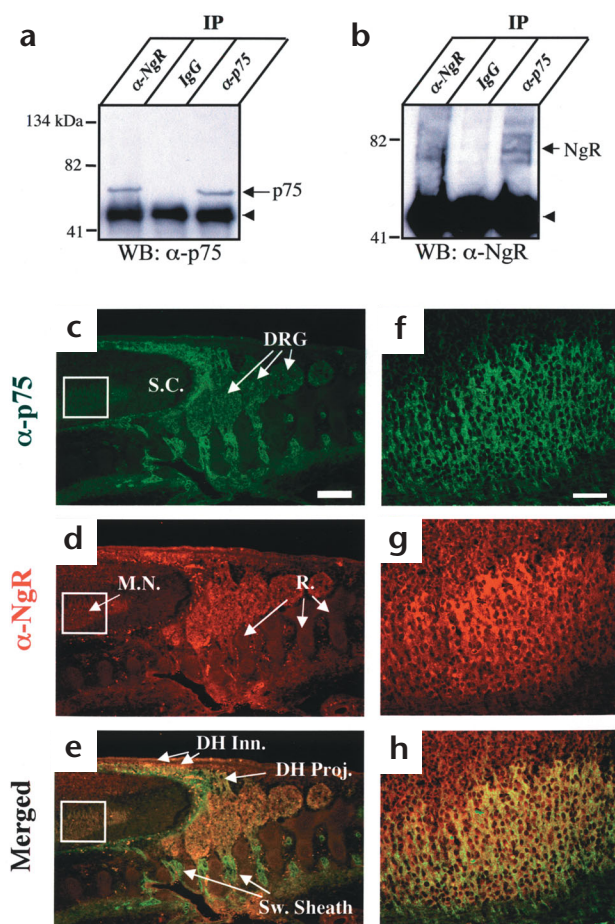 a
IP
α-NgR
IgG
α-p75
134 kDa
82
41
p75
WB: α-p75
b
IP
α-NgR
IgG
α-p75
82
41
NgR
WB: α-NgR
α-p75
c
DRG
S.C.
f
α-NgR
d
M.N.
R.
g
Merged
e
DH Inn.
DH Proj.
Sw. Sheath
h